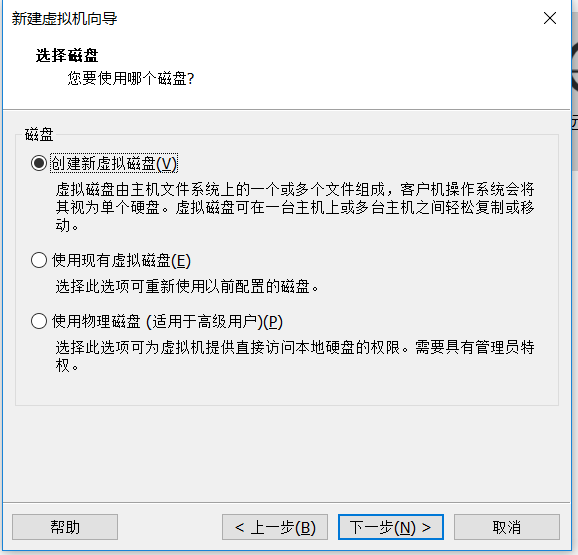 新建虚拟机向导
选择磁盘
您要使用哪个磁盘?
磁盘
创建新虚拟磁盘(V)
虚拟磁盘由主机文件系统上的一个或多个文件组成，客户机操作系统会将
其视为单个硬盘。虚拟磁盘可在一台主机上或多台主机之间轻松复制或移
动。
使用现有虚拟磁盘(E)
选择此选项可重新使用以前配置的磁盘。
使用物理磁盘 (适用于高级用户)(P)
选择此选项可为虚拟机提供直接访问本地硬盘的权限。需要具有管理员特
权。
帮助
< 上一步(B)
下一步(N) >
取消